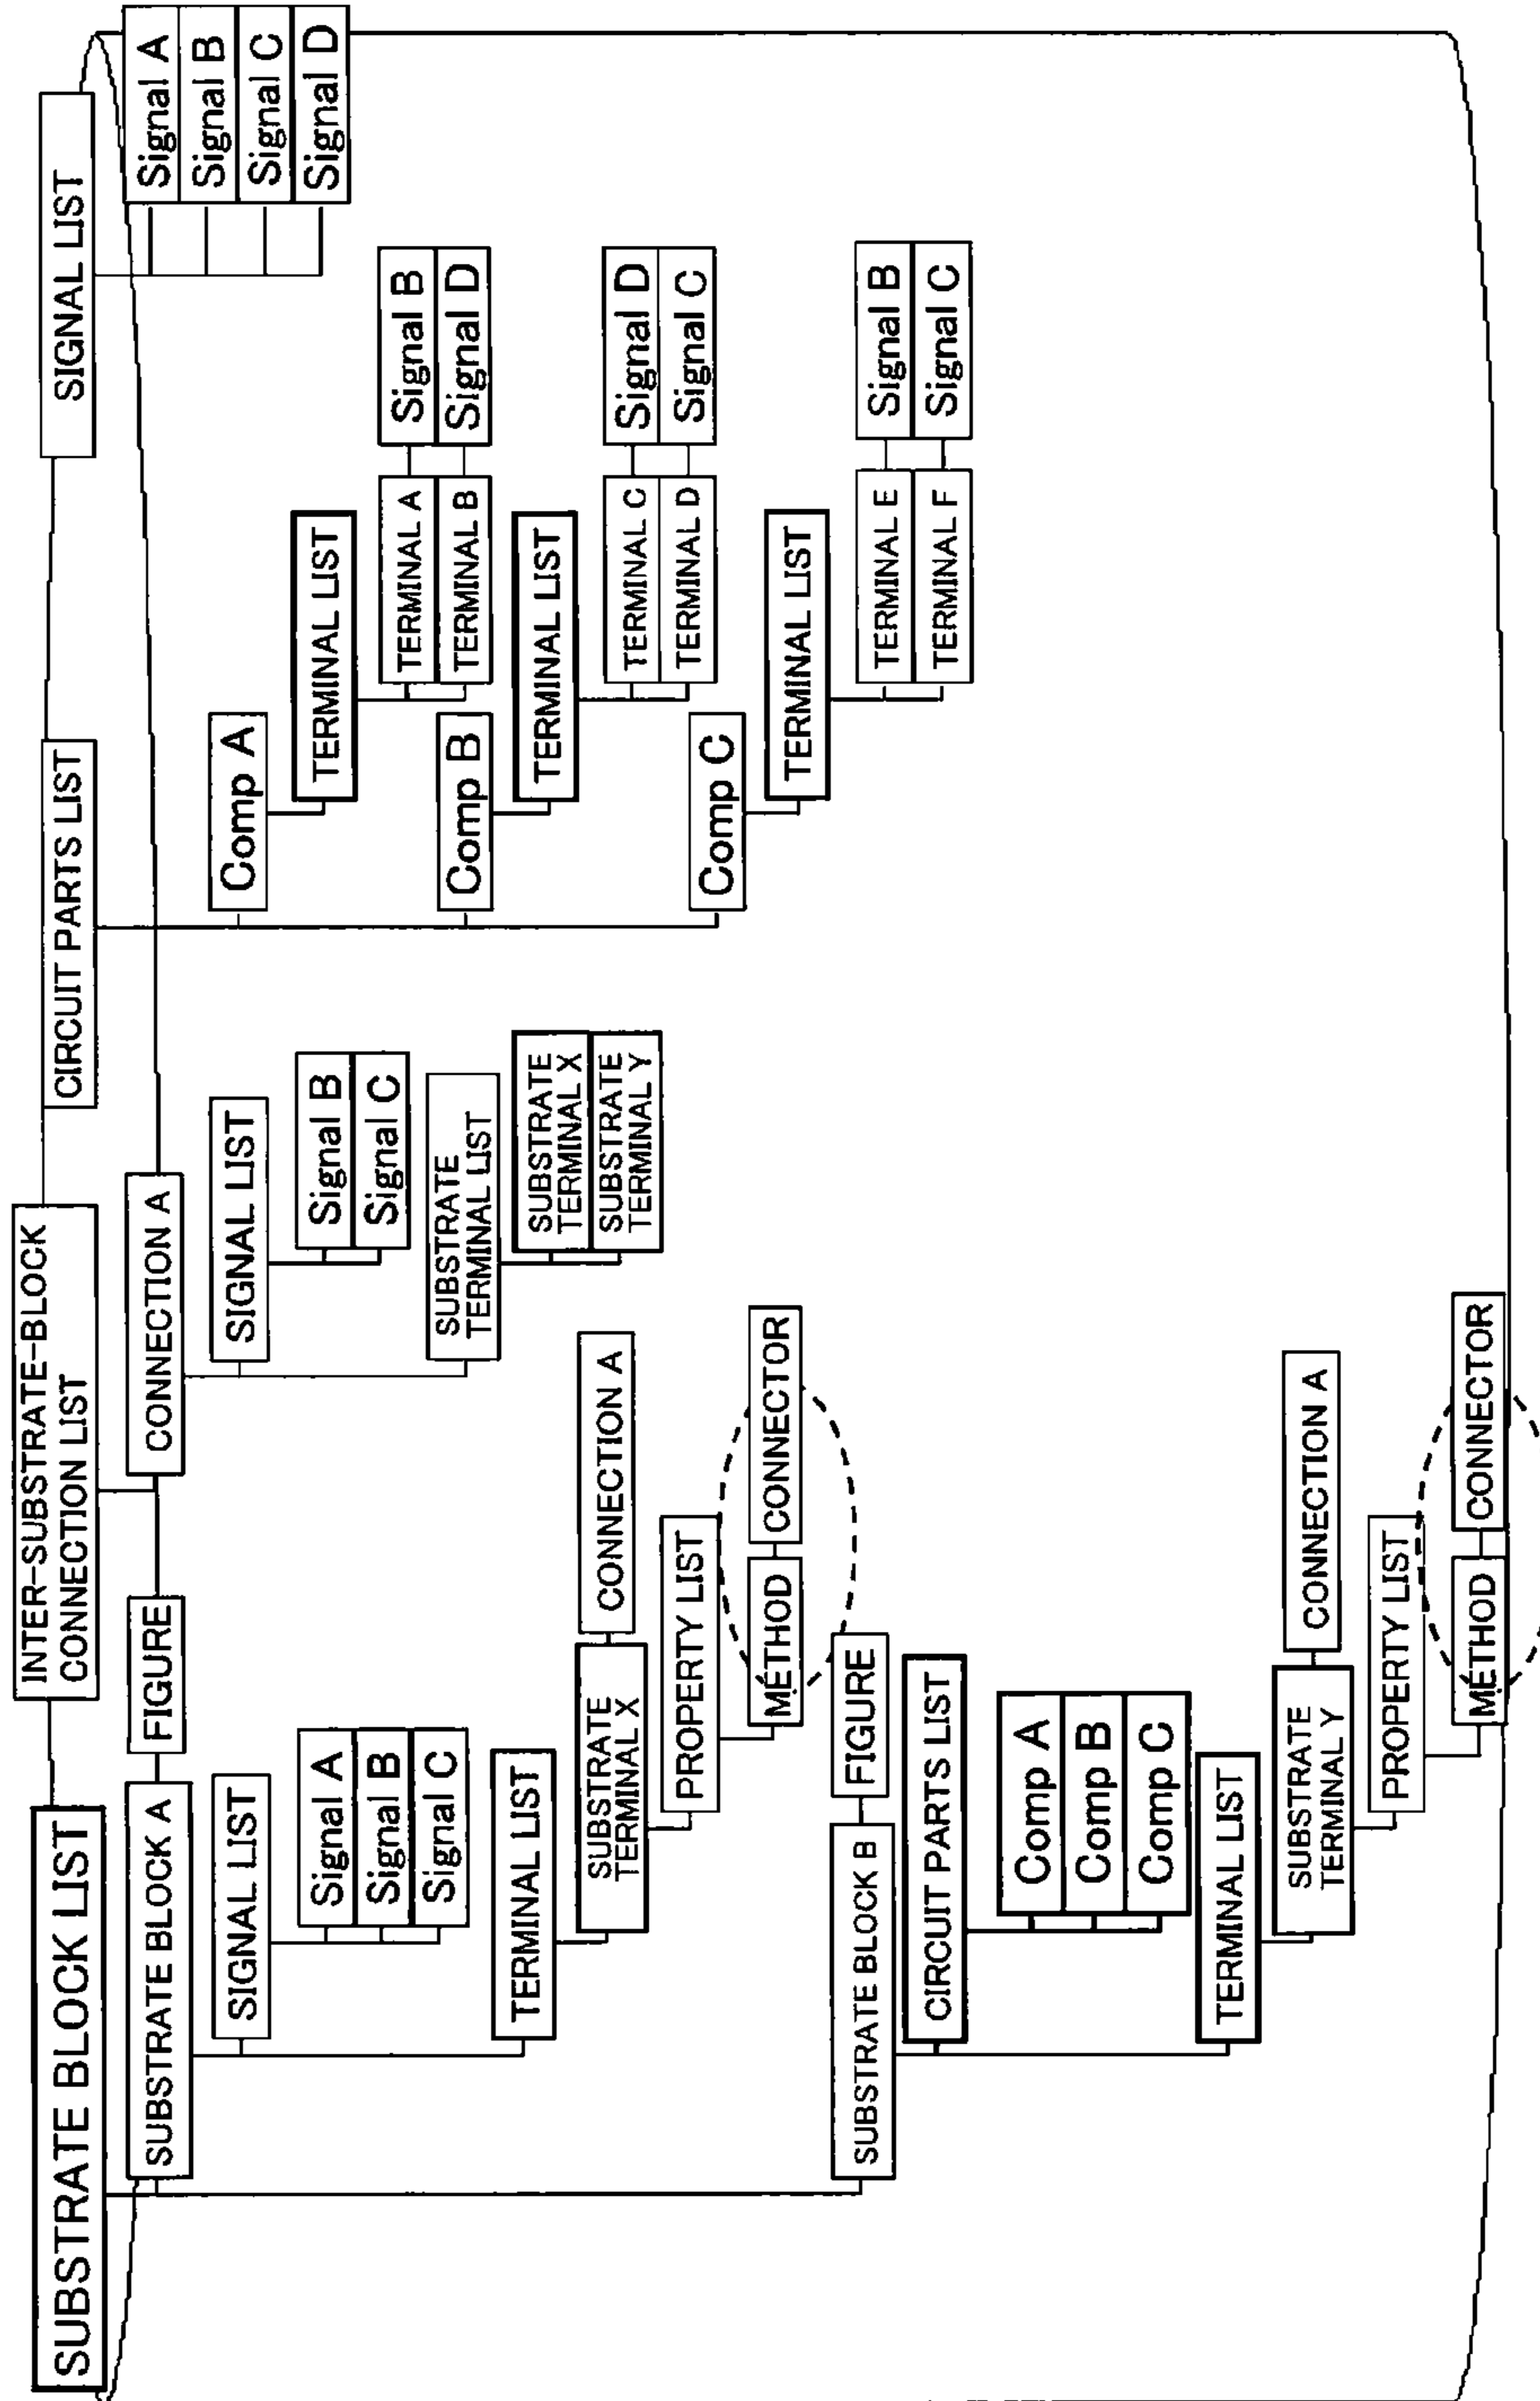 SUBSTRATE BLOCK LIST
SUBSTRATE BLOCK A
FIGURE
SIGNAL LIST
Signal A
Signal B
Signal C
TERMINAL LIST
SUBSTRATE
TERMINAL X
CONNECTION A
PROPERTY LIST
METHOD
CONNECTOR
SUBSTRATE BLOCK B
FIGURE
CIRCUIT PARTS LIST
Comp A
Comp B
Comp C
TERMINAL LIST
SUBSTRATE
TERMINAL Y
CONNECTION A
PROPERTY LIST
METHOD
CONNECTOR
INTER-SUBSTRATE-BLOCK
CONNECTION LIST
CONNECTION A
SIGNAL LIST
Signal B
Signal C
SUBSTRATE
TERMINAL LIST
SUBSTRATE
TERMINAL X
SUBSTRATE
TERMINAL Y
CIRCUIT PARTS LIST
Comp A
TERMINAL LIST
TERMINAL A
Signal B
TERMINAL B
Signal D
Comp B
TERMINAL LIST
TERMINAL C
Signal D
TERMINAL D
Signal C
Comp C
TERMINAL LIST
TERMINAL E
Signal B
TERMINAL F
Signal C
SIGNAL LIST
Signal A
Signal B
Signal C
Signal D